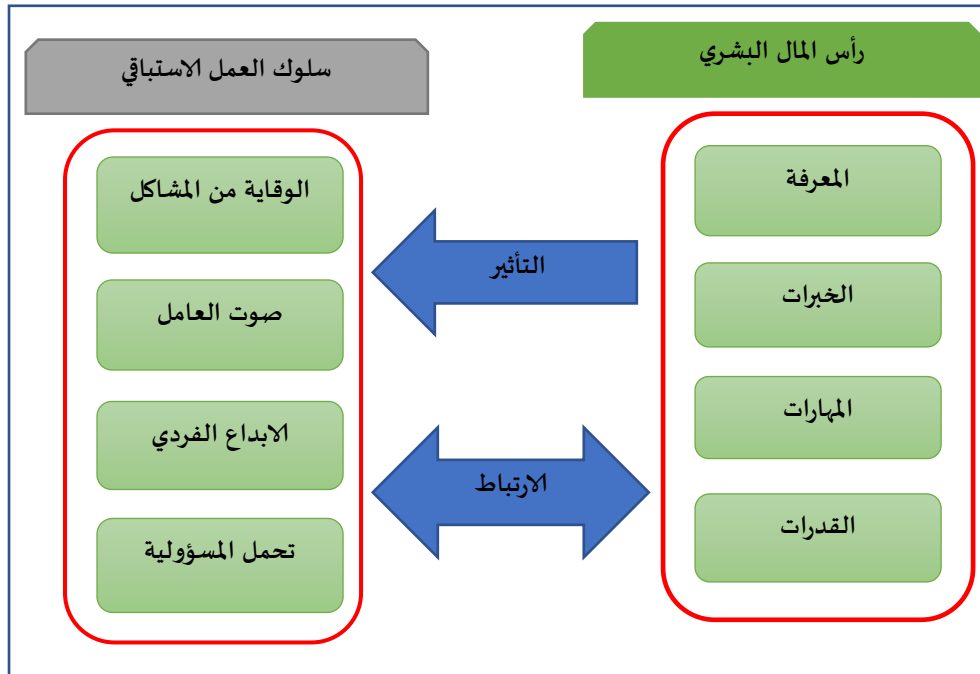 رأس المال البشري
المعرفة
الخبرات
المهارات
القدرات
التأثير
الارتباط
سلوك العمل الاستباقي
الوقاية من المشاكل
صوت العامل
الابداع الفردي
تحمل المسؤولية